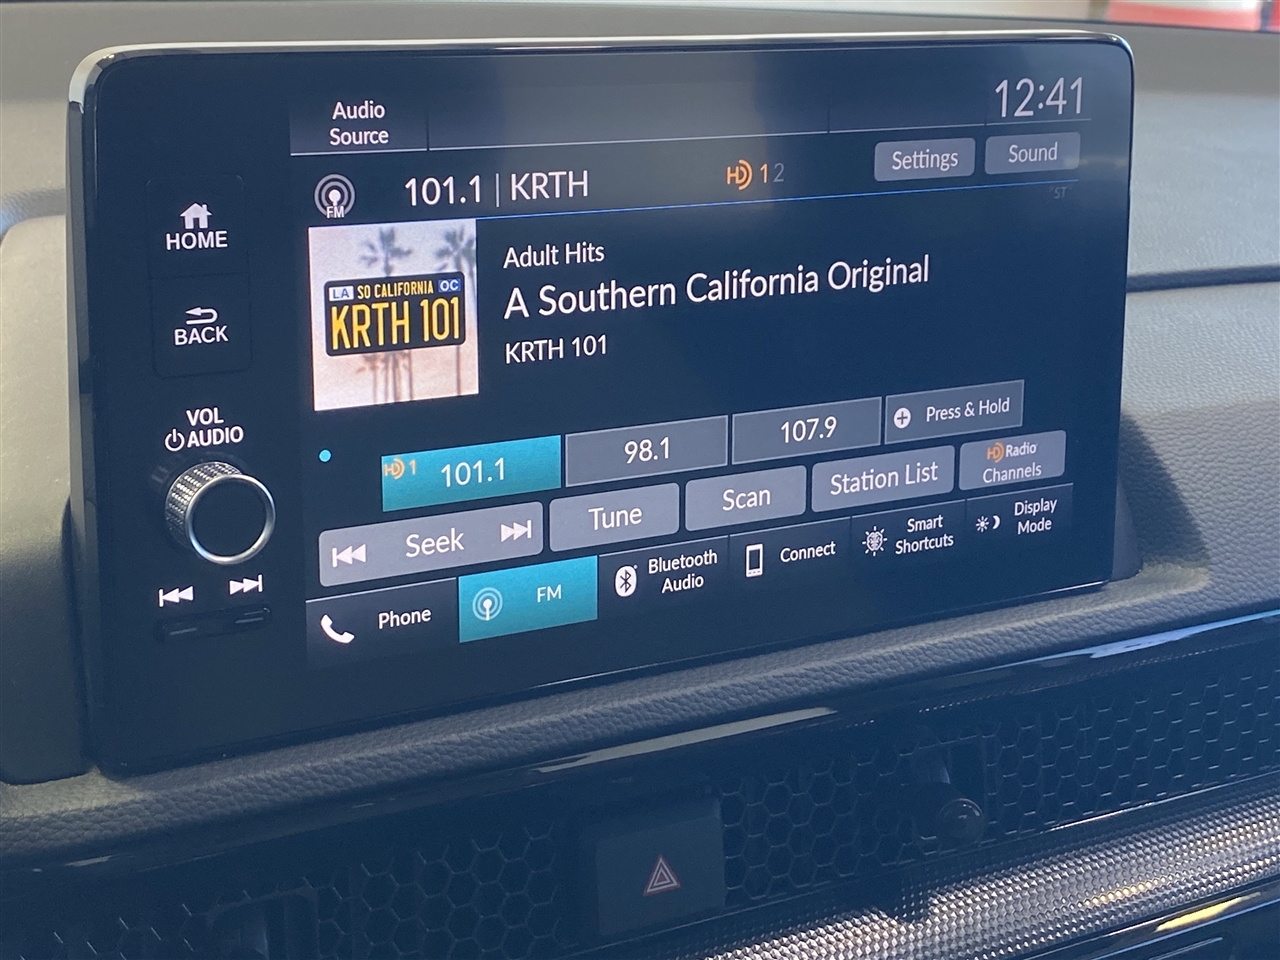 Audio
Source
12:41
FM
101.1 | KRTH
HD 1 2
Settings
Sound
ST
HOME
BACK
VOL
AUDIO
LA SO CALIFORNIA OC
KRTH 101
Adult Hits
A Southern California Original
KRTH 101
HD 1 101.1
98.1
107.9
+ Press & Hold
Seek
Tune
Scan
Station List
HD Radio
Channels
Phone
FM
Bluetooth
Audio
Connect
Smart
Shortcuts
Display
Mode